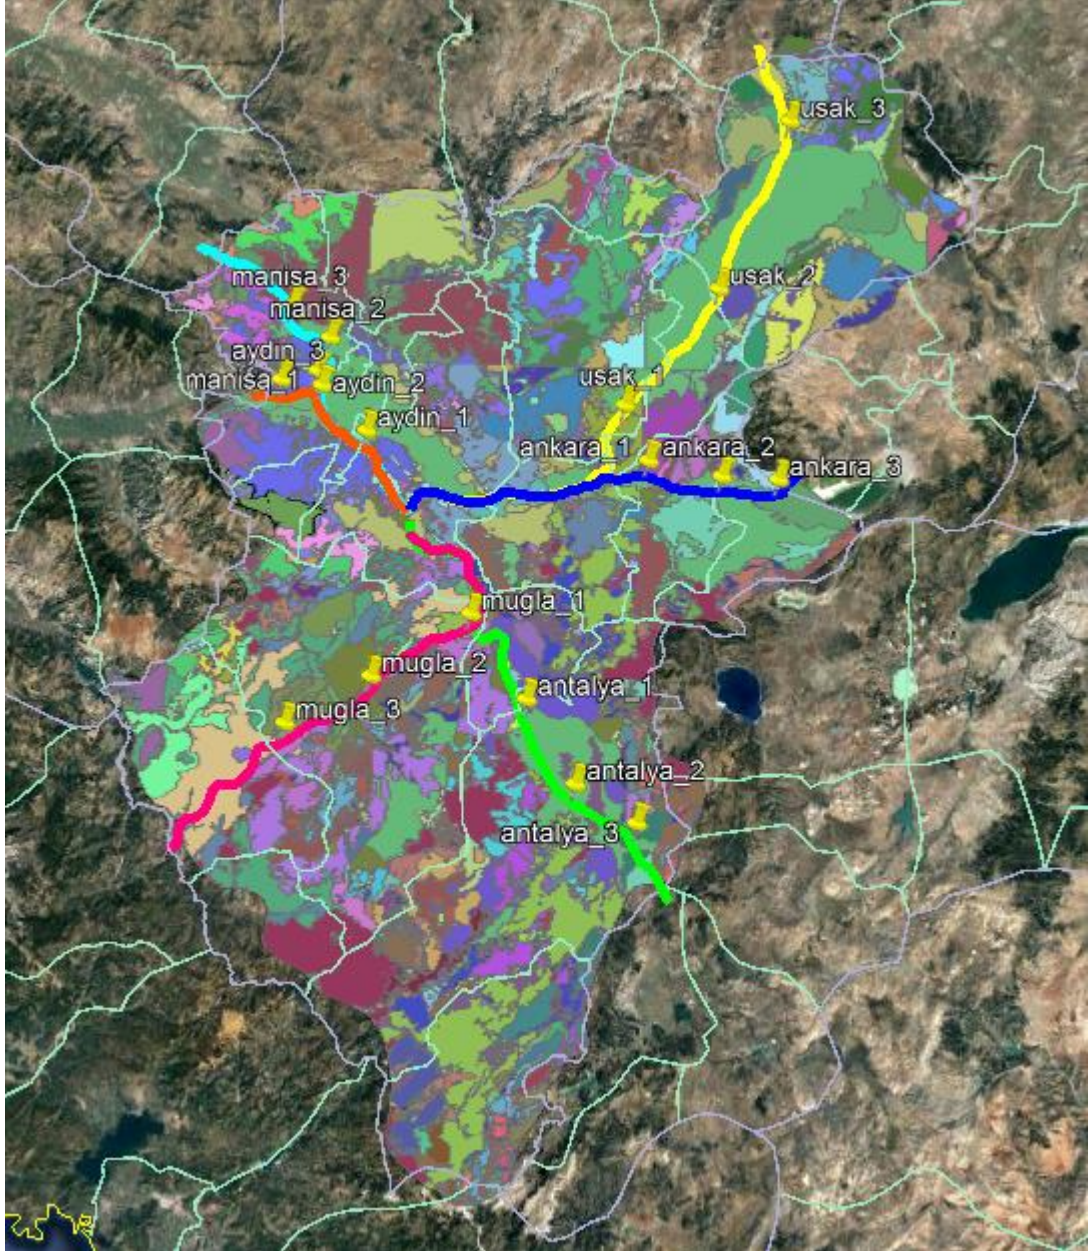 usak_3
manisa_3
usak_2
manisa_2
aydin_3
manisa_1
aydin_2
usak_1
aydin_1
ankara_1
ankara_2
ankara_3
mugla_1
mugla_2
antalya_1
mugla_3
antalya_2
antalya_3